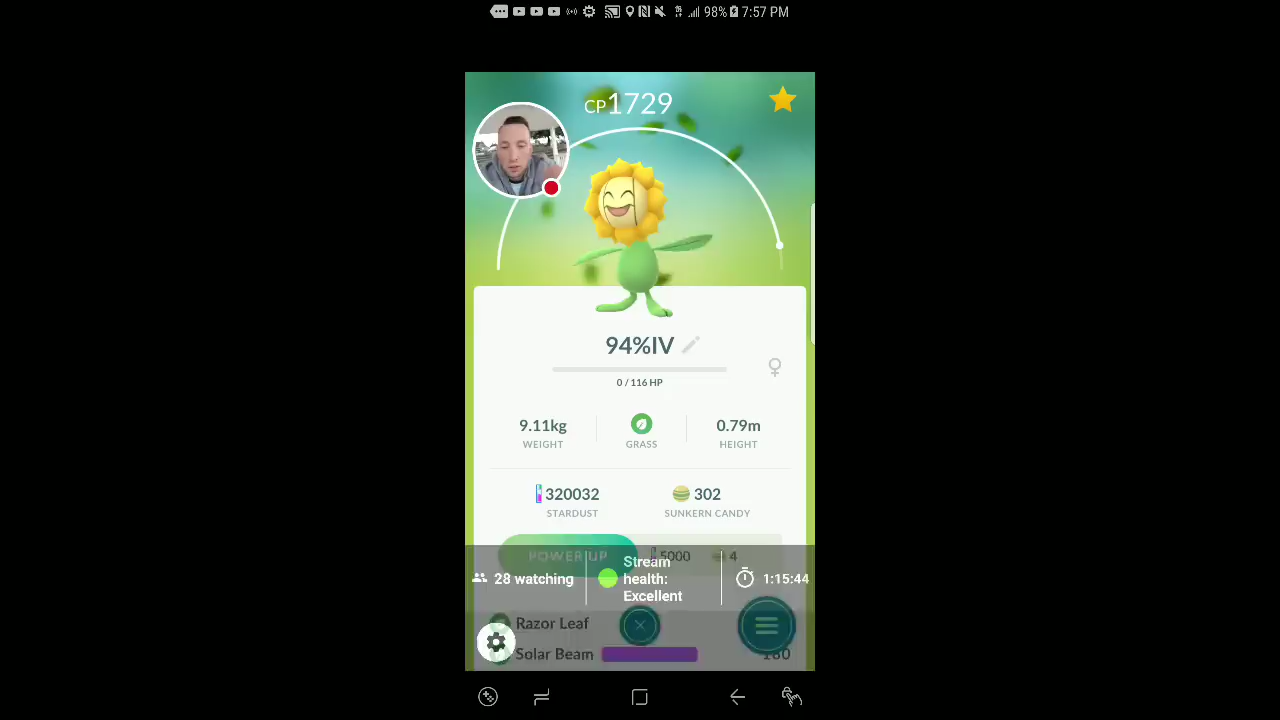 98% 7:57 PM
CP1729
94%IV
0 / 116 HP
9.11kg
WEIGHT
GRASS
0.79m
HEIGHT
320032
STARDUST
302
SUNKERN CANDY
POWER UP 5000 4
28 watching
Stream
health:
Excellent
1:15:44
Razor Leaf
Solar Beam 180